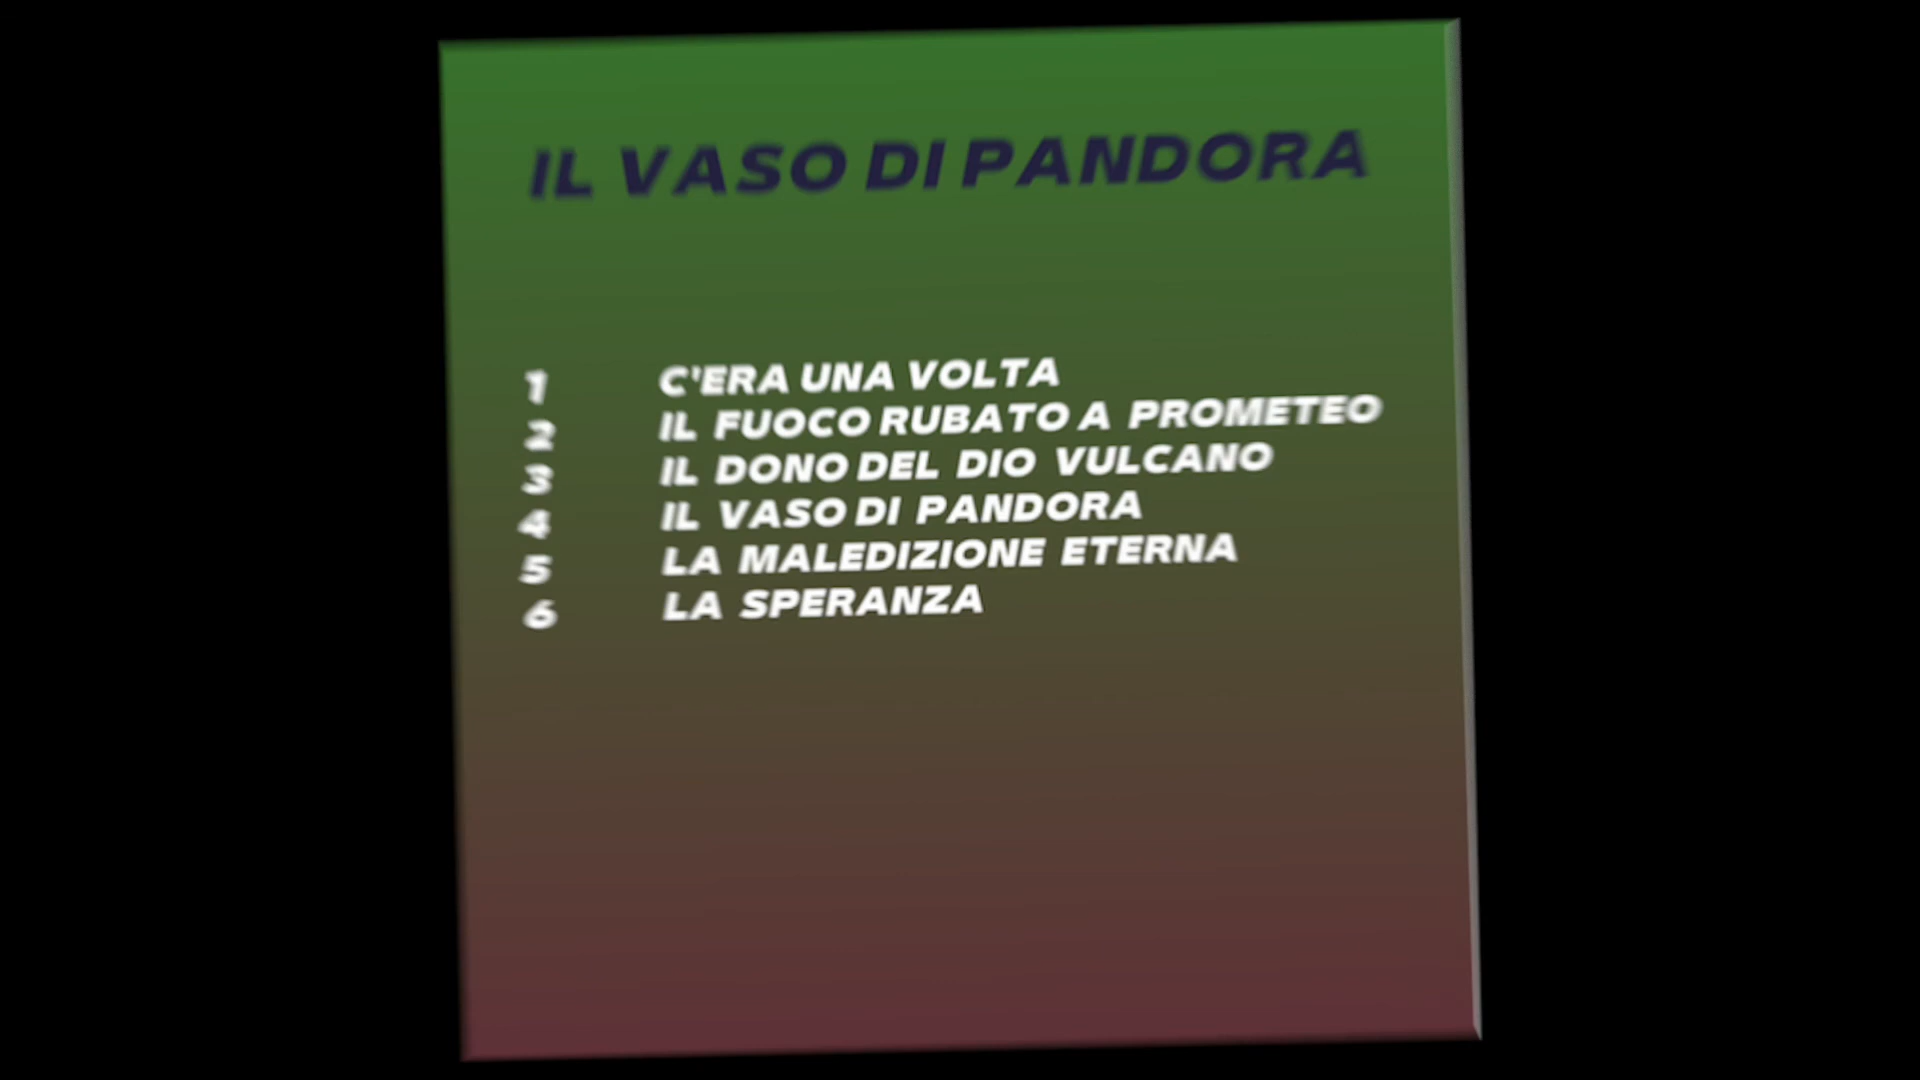 IL VASO DI PANDORA
1 C'ERA UNA VOLTA
2 IL FUOCO RUBATO A PROMETEO
3 IL DONO DEL DIO VULCANO
4 IL VASO DI PANDORA
5 LA MALEDIZIONE ETERNA
6 LA SPERANZA